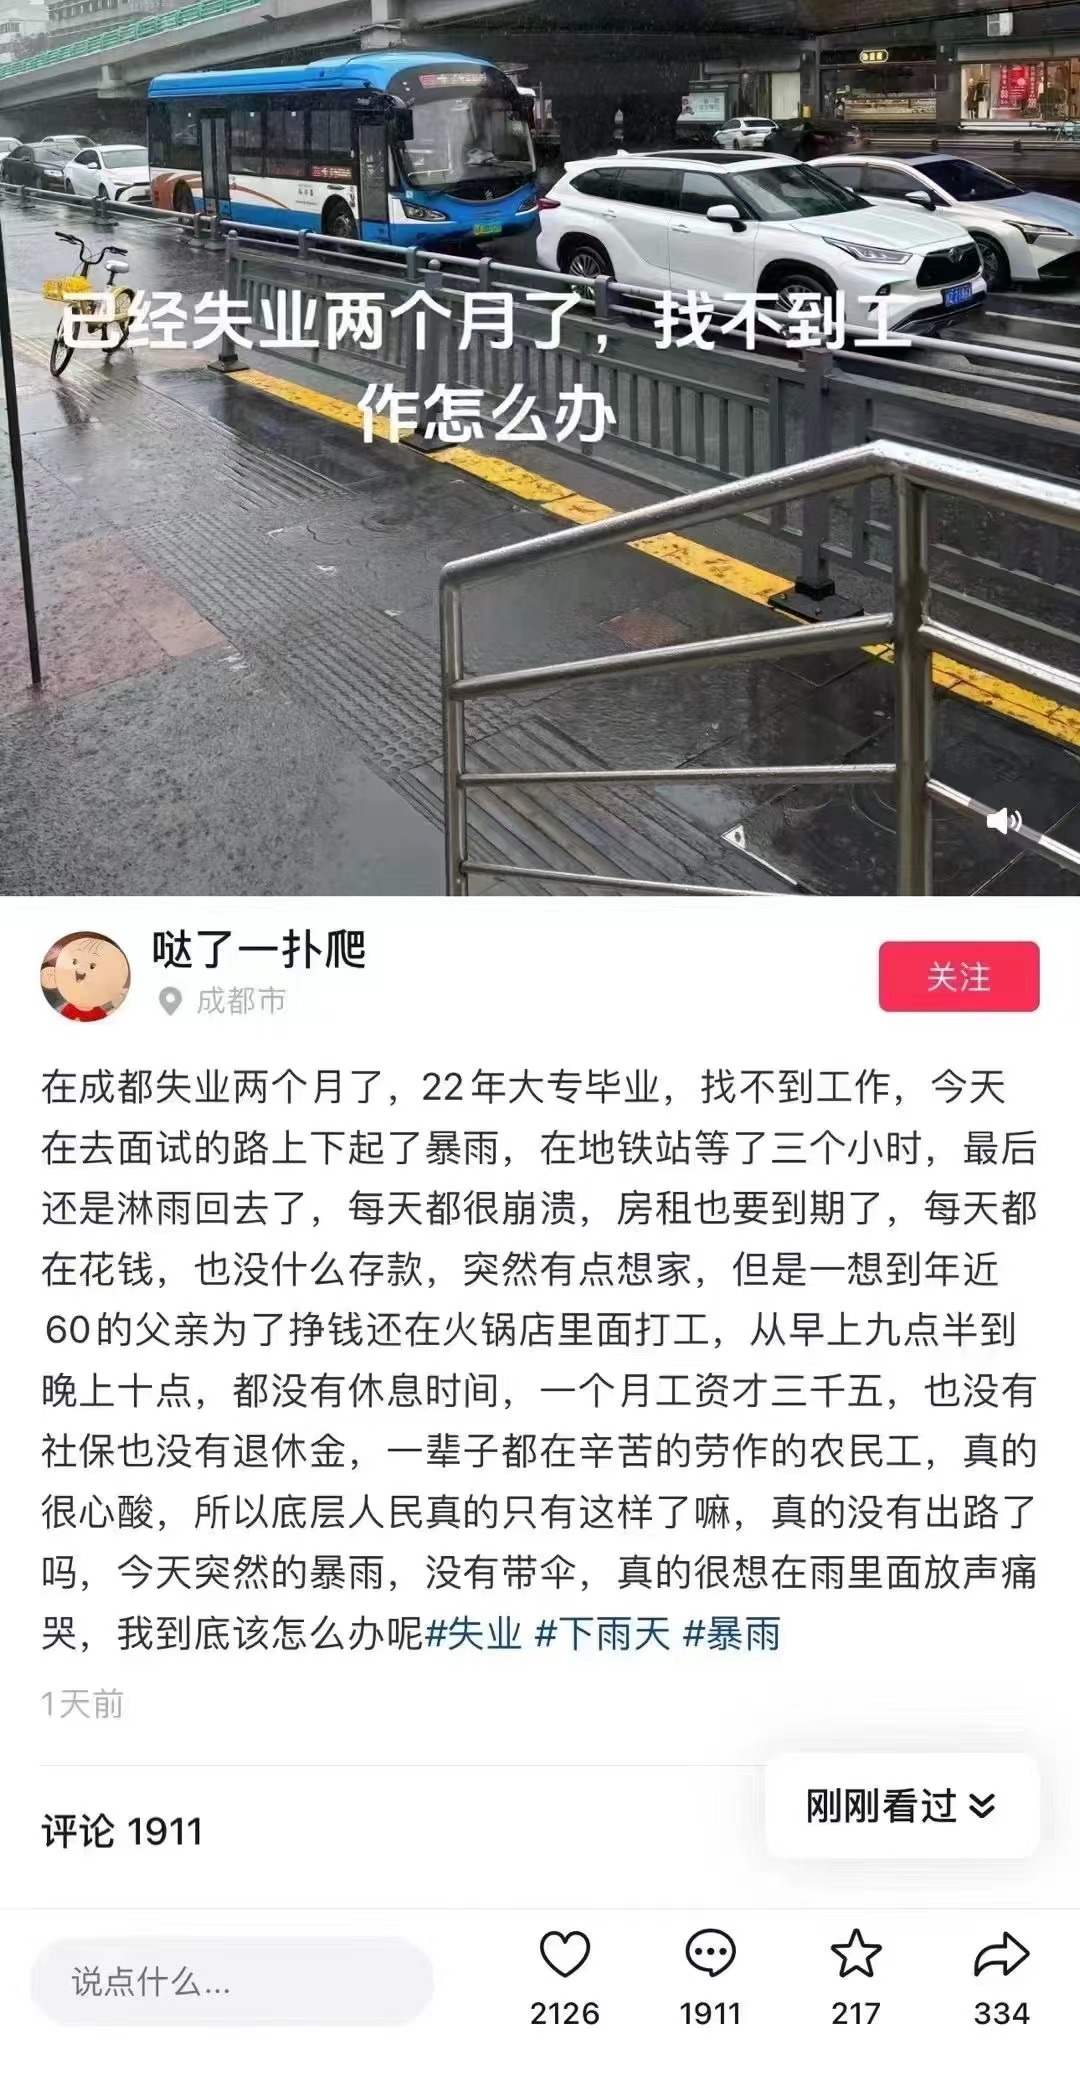 已经失业两个月了，找不到工
作怎么办
哒了一扑爬
成都市
关注
在成都失业两个月了，22年大专毕业，找不到工作，今天
在去面试的路上下起了暴雨，在地铁站等了三个小时，最后
还是淋雨回去了，每天都很崩溃，房租也要到期了，每天都
在花钱，也没什么存款，突然有点想家，但是一想到年近
60的父亲为了挣钱还在火锅店里面打工，从早上九点半到
晚上十点，都没有休息时间，一个月工资才三千五，也没有
社保也没有退休金，一辈子都在辛苦的劳作的农民工，真的
很心酸，所以底层人民真的只有这样了嘛，真的没有出路了
吗，今天突然的暴雨，没有带伞，真的很想在雨里面放声痛
哭，我到底该怎么办呢#失业 #下雨天 #暴雨
1天前
刚刚看过
评论 1911
说点什么...
2126
1911
217
334